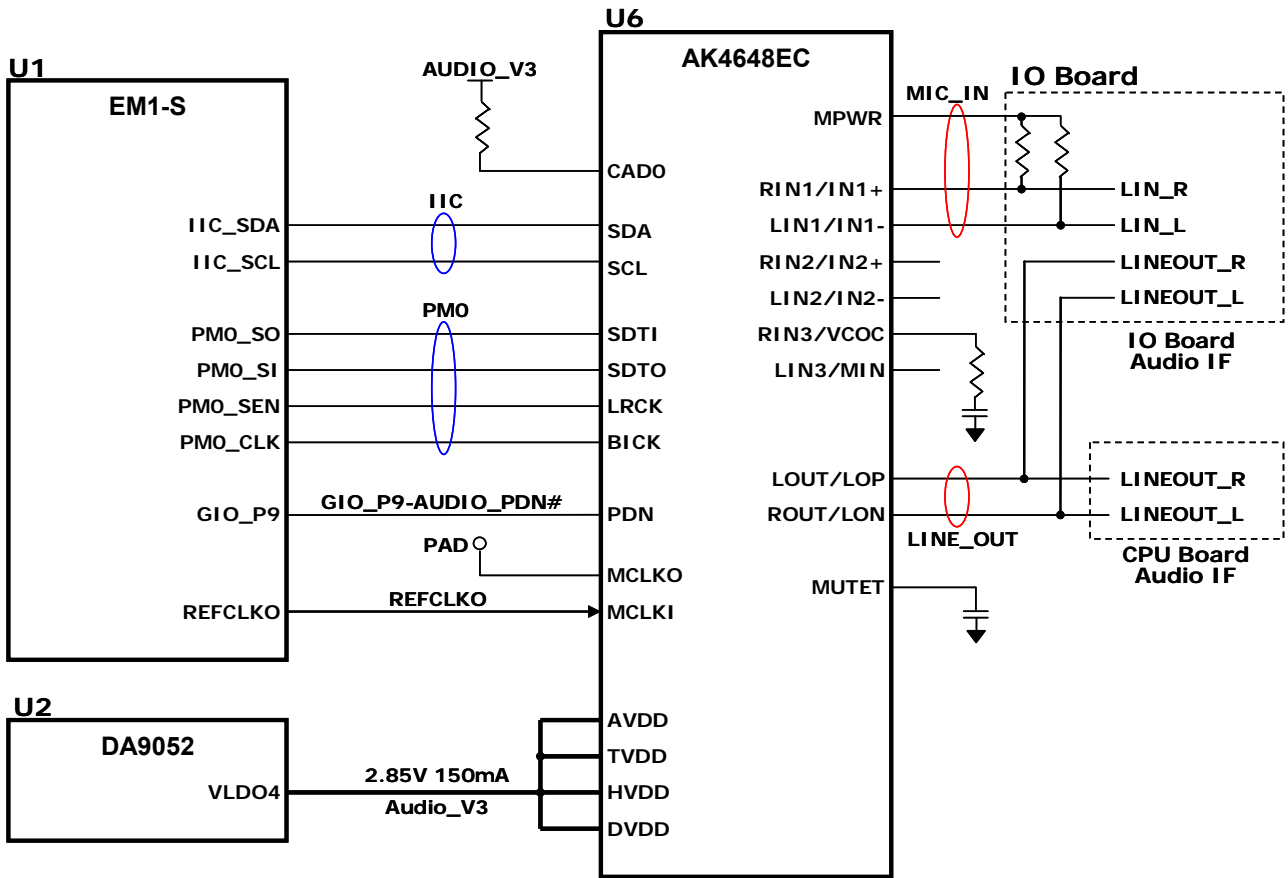 U1
EM1-S
IIC_SDA
IIC_SCL
PM0_SO
PM0_SI
PM0_SEN
PM0_CLK
GIO_P9
REFCLKO
U2
DA9052
VLDO4
AUDIO_V3
IIC
PM0
GIO_P9-AUDIO_PDN#
PAD
REFCLKO
2.85V 150mA
Audio_V3
U6
AK4648EC
CAD0
SDA
SCL
SDTI
SDTO
LRCK
BICK
PDN
MCLKO
MCLKI
AVDD
TVDD
HVDD
DVDD
MPWR
RIN1/IN1+
LIN1/IN1-
RIN2/IN2+
LIN2/IN2-
RIN3/VCOC
LIN3/MIN
LOUT/LOP
ROUT/LON
MUTET
MIC_IN
LINE_OUT
IO Board
LIN_R
LIN_L
LINEOUT_R
LINEOUT_L
IO Board
Audio IF
LINEOUT_R
LINEOUT_L
CPU Board
Audio IF